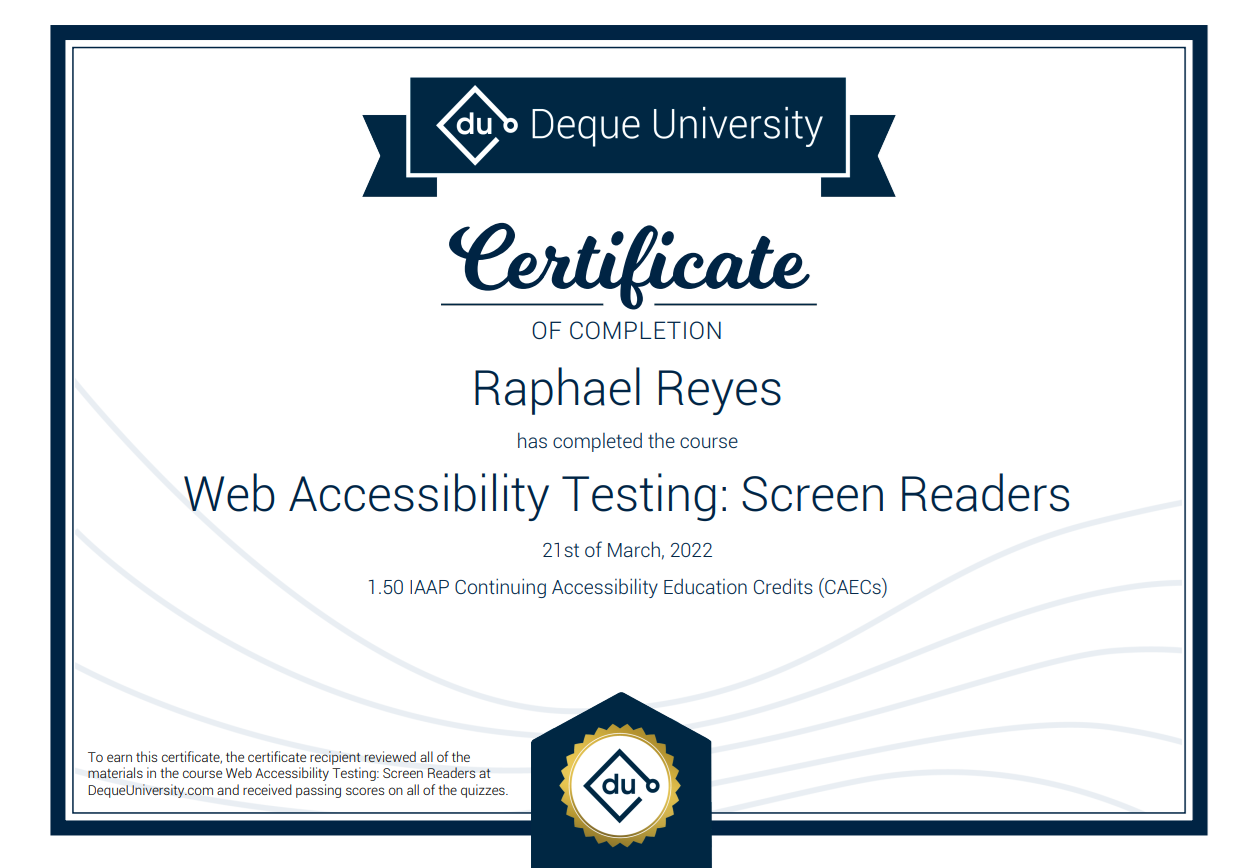 du Deque University
Certificate
OF COMPLETION
Raphael Reyes
has completed the course
Web Accessibility Testing: Screen Readers
21st of March, 2022
1.50 IAAP Continuing Accessibility Education Credits (CAECs)
To earn this certificate, the certificate recipient reviewed all of the
materials in the course Web Accessibility Testing: Screen Readers at
DequeUniversity.com and received passing scores on all of the quizzes.
du